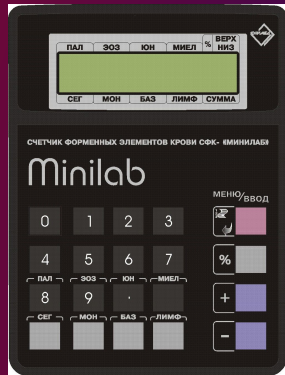 ПАЛ ЭОЗ ЮН МИЕЛ % ВЕРХ НИЗ
СЕГ МОН БАЗ ЛИМФ СУММА
СЧЕТЧИК ФОРМЕННЫХ ЭЛЕМЕНТОВ КРОВИ СФК- «МИНИЛАБ»
Minilab
МЕНЮ/ВВОД
0 1 2 3
4 5 6 7 %
ПАЛ ЭОЗ ЮН МИЕЛ
8 9 · +
СЕГ МОН БАЗ ЛИМФ
-